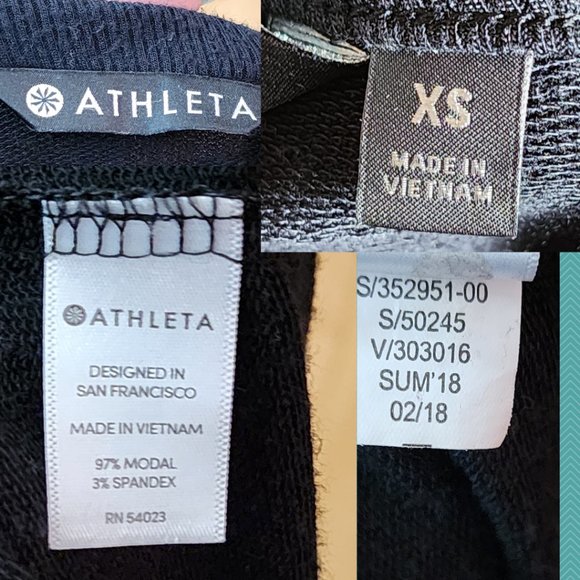 ATHLETA
XS
MADE IN
VIETNAM
ATHLETA
DESIGNED IN
SAN FRANCISCO
MADE IN VIETNAM
97% MODAL
3% SPANDEX
RN 54023
S/352951-00
S/50245
V/303016
SUM'18
02/18